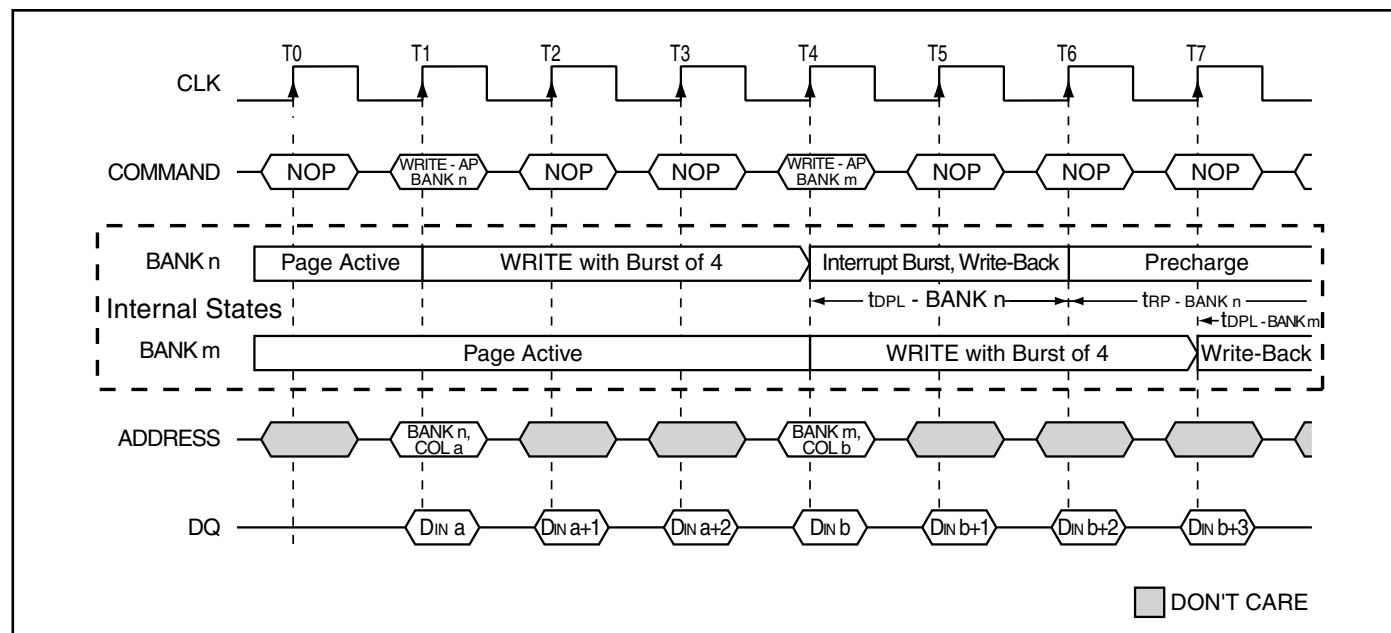 T0 T1 T2 T3 T4 T5 T6 T7
CLK
COMMAND NOP WRITE - AP BANK n NOP NOP WRITE - AP BANK m NOP NOP NOP
BANK n Page Active WRITE with Burst of 4 Interrupt Burst, Write-Back Precharge
tDPL - BANK n tRP - BANK n
Internal States
tDPL - BANK m
BANK m Page Active WRITE with Burst of 4 Write-Back
ADDRESS BANK n, COL a BANK m, COL b
DQ DIN a DIN a+1 DIN a+2 DIN b DIN b+1 DIN b+2 DIN b+3
DON'T CARE